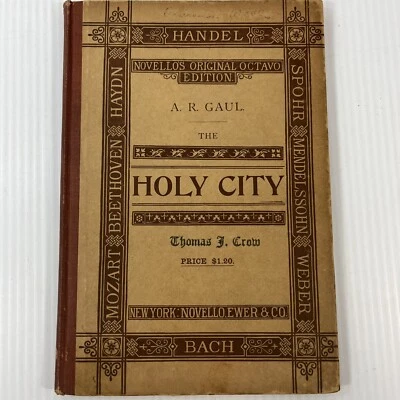 HANDEL
NOVELLO'S ORIGINAL OCTAVO
EDITION
A. R. GAUL.
THE
HOLY CITY
Thomas J. Crow
PRICE $1.20.
NEW YORK: NOVELLO, EWER & CO.
BACH
MOZART BEETHOVEN HAYDN
SPOHR MENDELSSOHN WEBER